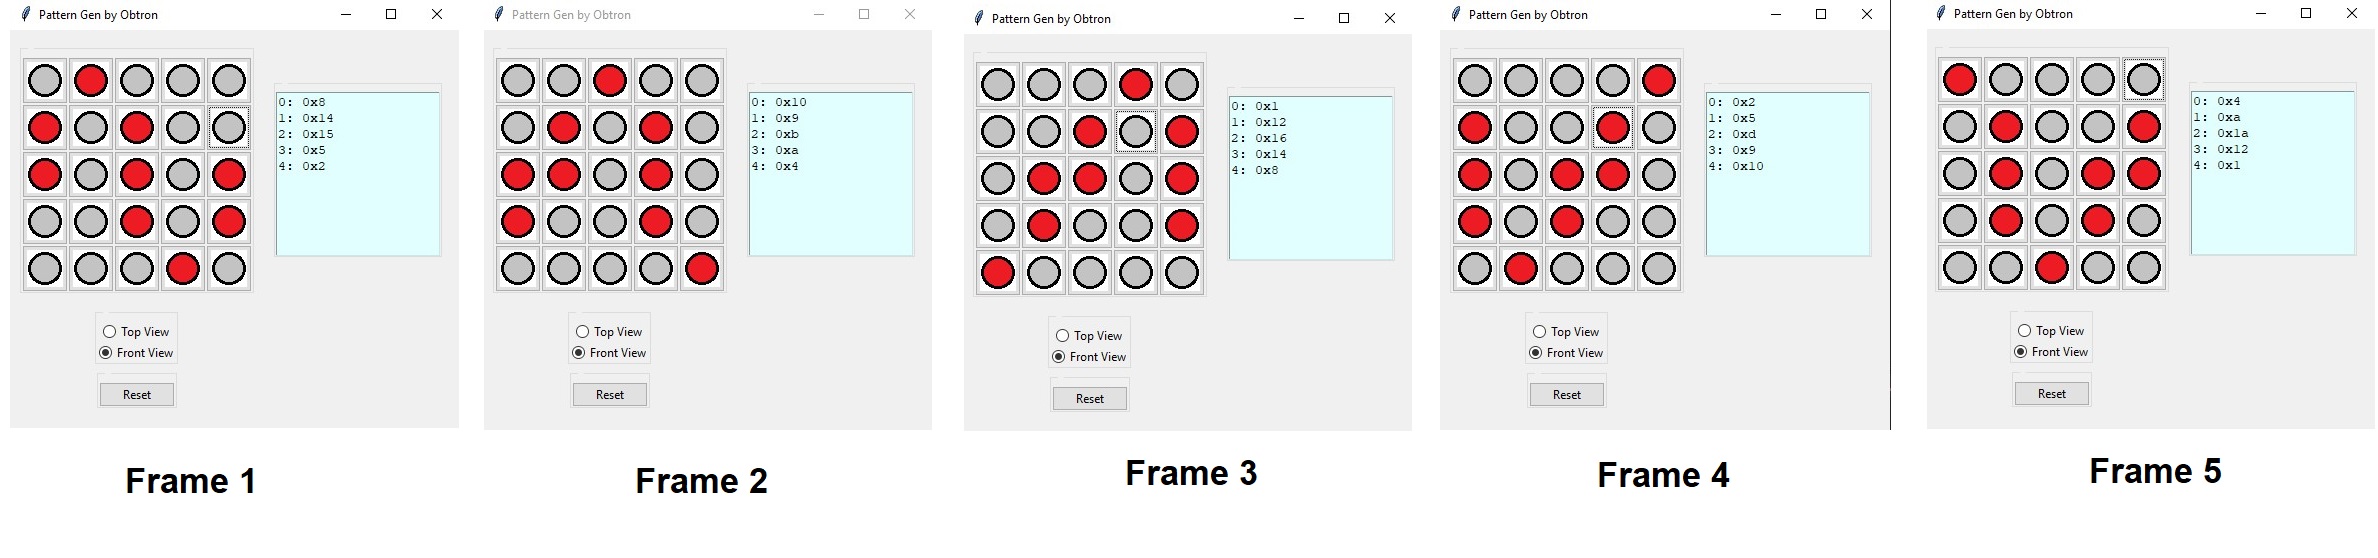 Pattern Gen by Obtron
0: 0x8
1: 0x14
2: 0x15
3: 0x5
4: 0x2
Top View
Front View
Reset
Frame 1
Pattern Gen by Obtron
0: 0x10
1: 0x9
2: 0xb
3: 0xa
4: 0x4
Top View
Front View
Reset
Frame 2
Pattern Gen by Obtron
0: 0x1
1: 0x12
2: 0x16
3: 0x14
4: 0x8
Top View
Front View
Reset
Frame 3
Pattern Gen by Obtron
0: 0x2
1: 0x5
2: 0xd
3: 0x9
4: 0x10
Top View
Front View
Reset
Frame 4
Pattern Gen by Obtron
0: 0x4
1: 0xa
2: 0x1a
3: 0x12
4: 0x1
Top View
Front View
Reset
Frame 5